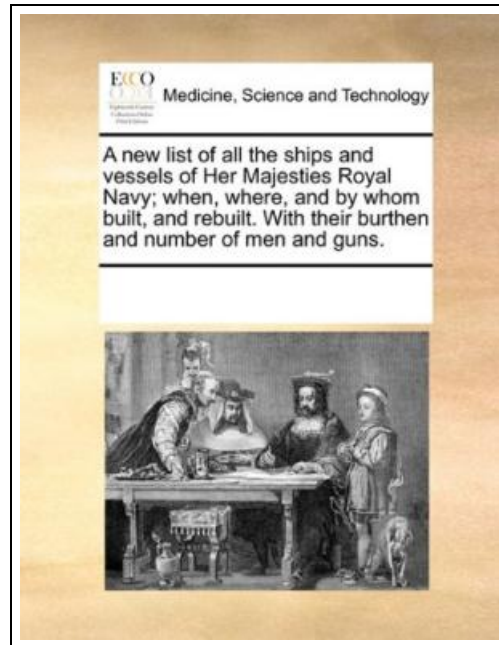 ECCO
Medicine, Science and Technology
A new list of all the ships and
vessels of Her Majesties Royal
Navy; when, where, and by whom
built, and rebuilt. With their burthen
and number of men and guns.